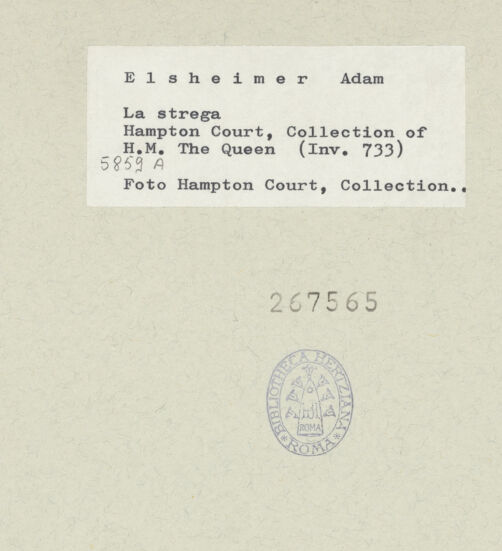 Elsheimer Adam
La strega
Hampton Court, Collection of
H.M. The Queen (Inv. 733)
5859 A
Foto Hampton Court, Collection..
267565
BIBLIOTHECA HERTZIANA
ROMA
* ROMA *